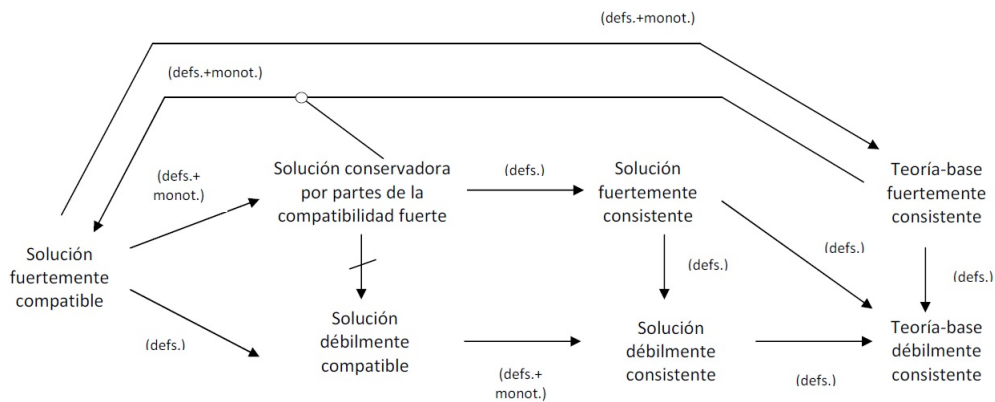 (defs.+monot.)
(defs.+monot.)
(defs.+
monot.)
Solución conservadora
por partes de la
compatibilidad fuerte
(defs.)
Solución
fuertemente
consistente
Teoría-base
fuertemente
consistente
Solución
fuertemente
compatible
(defs.)
(defs.)
(defs.)
(defs.)
Solución
débilmente
compatible
(defs.+
monot.)
Solución
débilmente
consistente
(defs.)
Teoría-base
débilmente
consistente